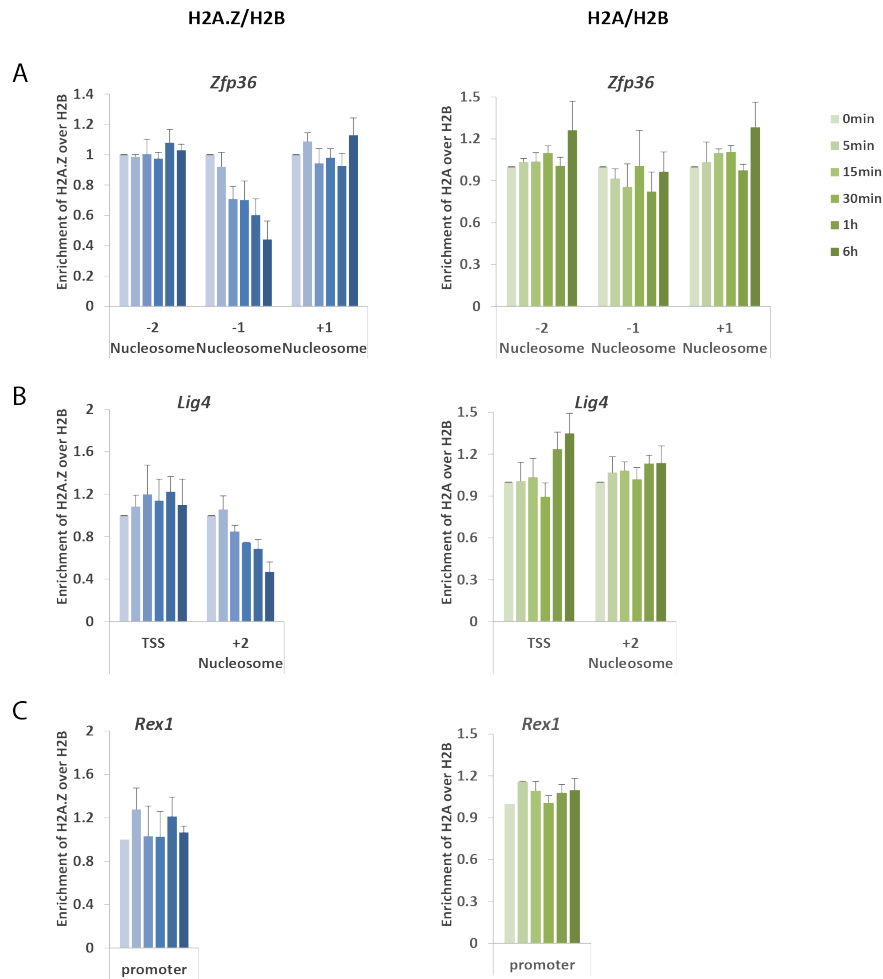 H2A.Z/H2B
H2A/H2B
A
Zfp36
Enrichment of H2A.Z over H2B
1.4
1.2
1
0.8
0.6
0.4
0.2
0
-2
-1
+1
Nucleosome Nucleosome Nucleosome
Zfp36
Enrichment of H2A over H2B
1.5
1.2
0.9
0.6
0.3
0
-2
-1
+1
Nucleosome Nucleosome Nucleosome
0min
5min
15min
30min
1h
6h
B
Lig4
Enrichment of H2A.Z over H2B
2
1.6
1.2
0.8
0.4
0
TSS
+2
Nucleosome
Lig4
Enrichment of H2A over H2B
1.5
1.2
0.9
0.6
0.3
0
TSS
+2
Nucleosome
C
Rex1
Enrichment of H2A.Z over H2B
2
1.6
1.2
0.8
0.4
0
promoter
Rex1
Enrichment of H2A over H2B
1.5
1.2
0.9
0.6
0.3
0
promoter